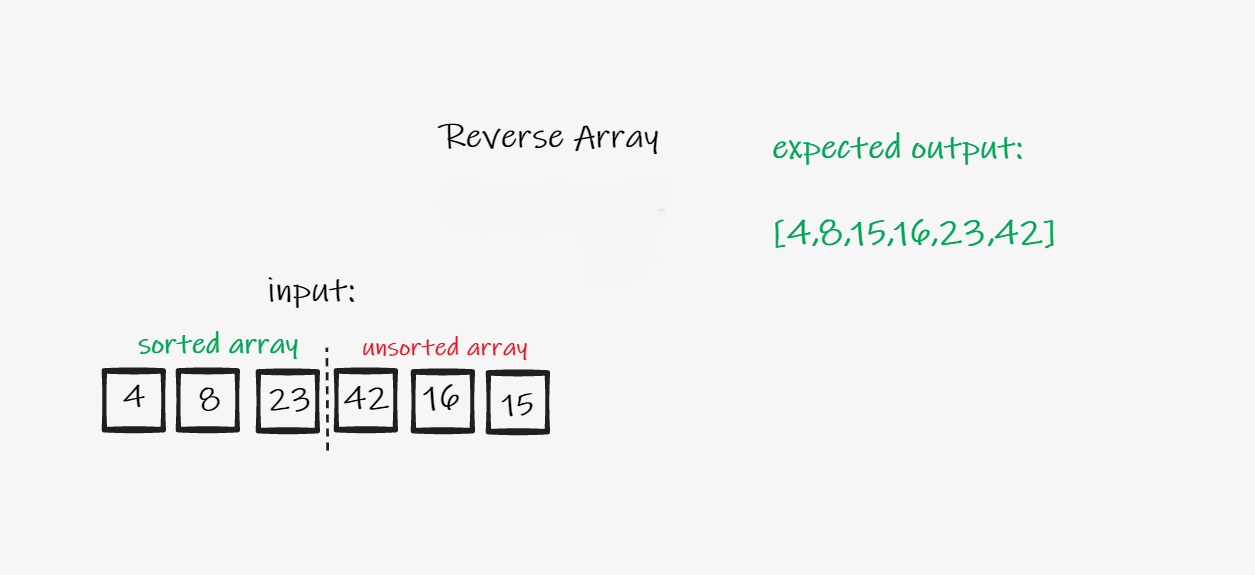 Reverse Array
expected output:
[4,8,15,16,23,42]
input:
sorted array
unsorted array
4 8 23 42 16 15